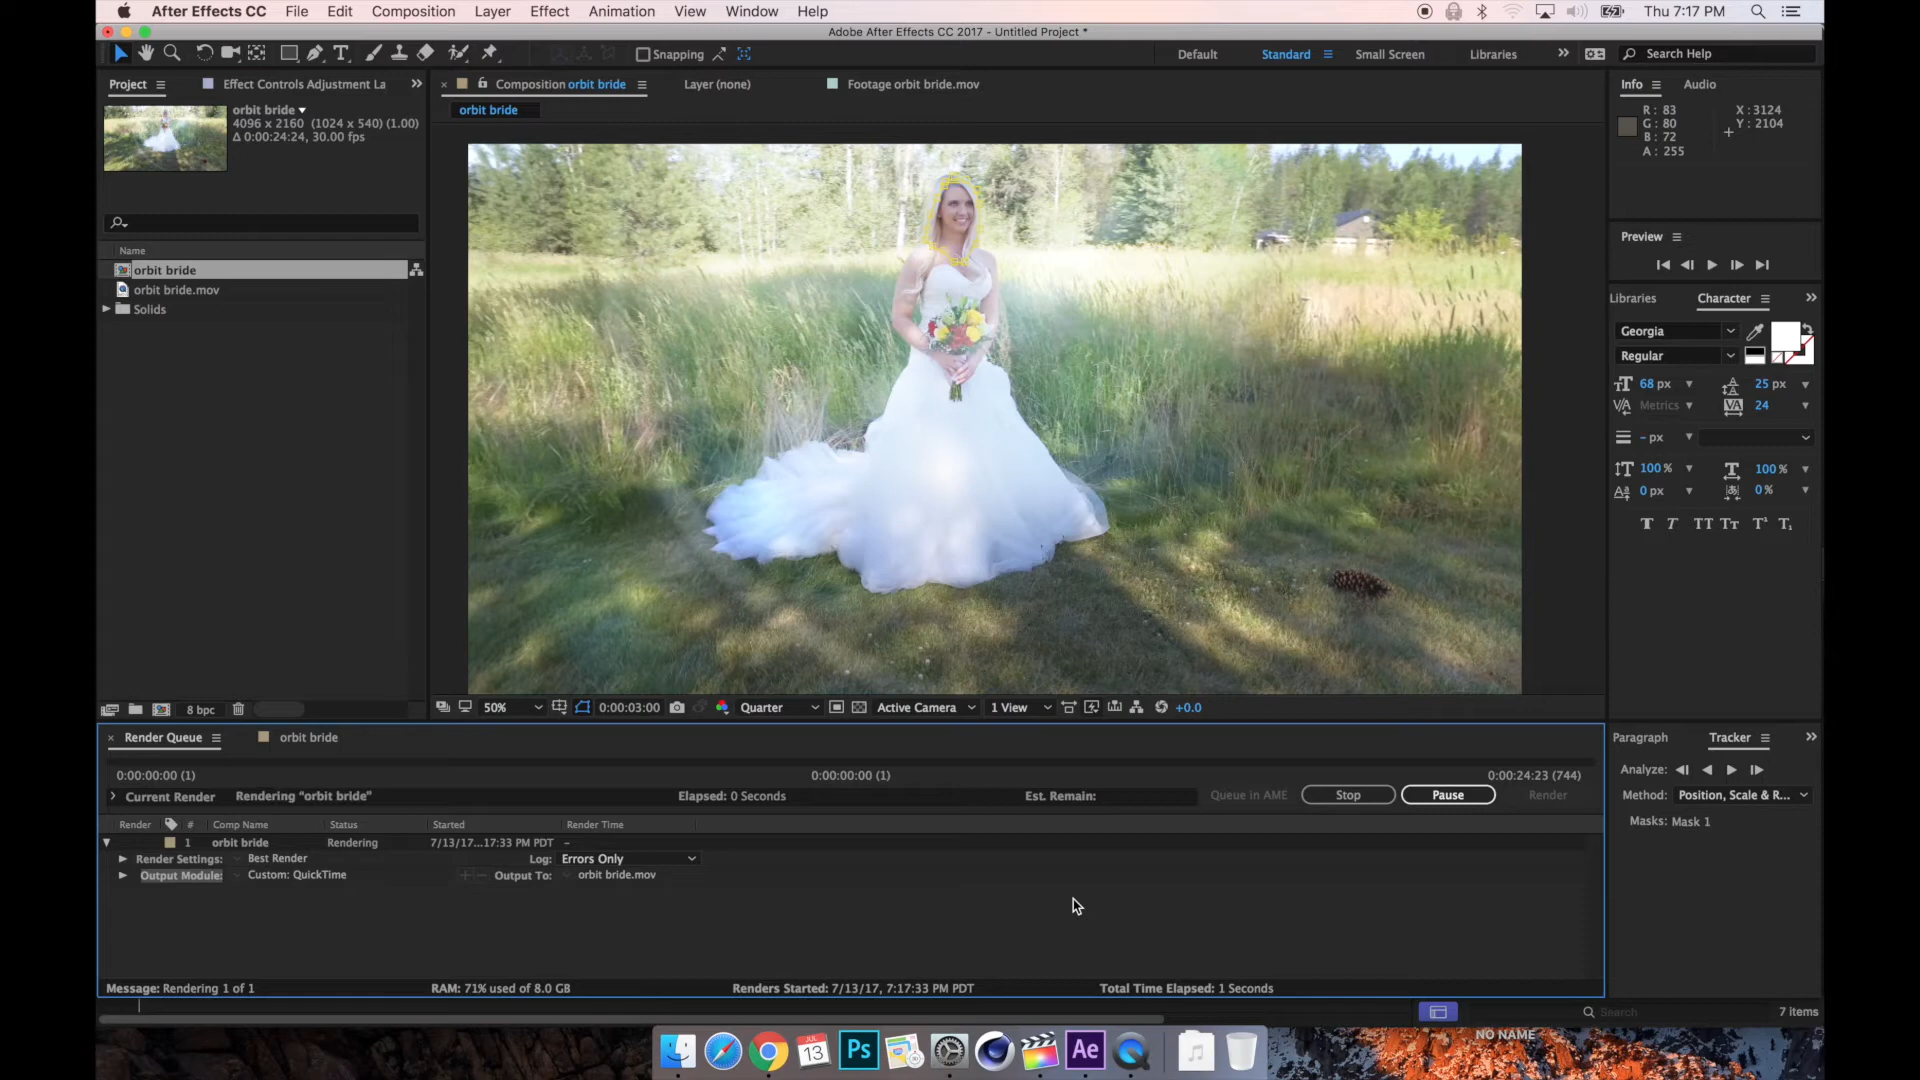 After Effects CC File Edit Composition Layer Effect Animation View Window Help Thu 7:17 PM
Adobe After Effects CC 2017 - Untitled Project *
Snapping Default Standard Small Screen Libraries Search Help
Project Effect Controls Adjustment La Composition orbit bride Layer (none) Footage orbit bride.mov Info Audio
orbit bride
4096 x 2160 (1024 x 540) (1.00)
Δ 0:00:24:24, 30.00 fps
orbit bride
R: 83 X: 3124
G: 80 Y: 2104
B: 72
A: 255
Preview
Name
orbit bride
orbit bride.mov
Solids
Libraries Character
Georgia
Regular
68 px 25 px
Metrics 24
- px
100 % 100 %
0 px 0 %
T T TT Tt T¹ T₁
8 bpc 50% 0:00:03:00 Quarter Active Camera 1 View +0.0
Render Queue orbit bride Paragraph Tracker
0:00:00:00 (1) 0:00:00:00 (1) 0:00:24:23 (744)
Analyze:
Current Render Rendering "orbit bride" Elapsed: 0 Seconds Est. Remain: Queue in AME Stop Pause Render
Method: Position, Scale & R...
Masks: Mask 1
Render # Comp Name Status Started Render Time
1 orbit bride Rendering 7/13/17...17:33 PM PDT -
Render Settings: Best Render Log: Errors Only
Output Module: Custom: QuickTime Output To: orbit bride.mov
Message: Rendering 1 of 1 RAM: 71% used of 8.0 GB Renders Started: 7/13/17, 7:17:33 PM PDT Total Time Elapsed: 1 Seconds
Search 7 items
NO NAME
JUL
13
Ps
Ae